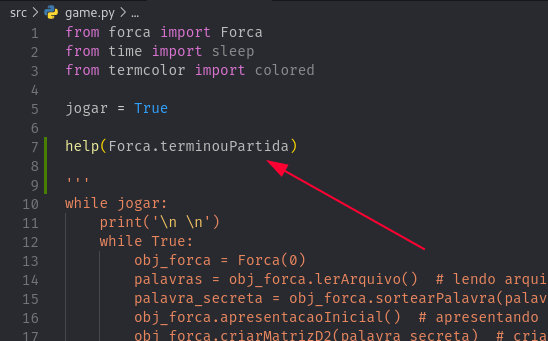 src > game.py > ...
1 from forca import Forca
2 from time import sleep
3 from termcolor import colored
4
5 jogar = True
6
7 help(Forca.terminouPartida)
8
9 '''
10 while jogar:
11     print('\n \n')
12     while True:
13         obj_forca = Forca(0)
14         palavras = obj_forca.lerArquivo()  # lendo arqui
15         palavra_secreta = obj_forca.sortearPalavra(palav
16         obj_forca.apresentacaoInicial()  # apresentando
17         obj_forca.criarMatrizD2(palavra_secreta)  # cria